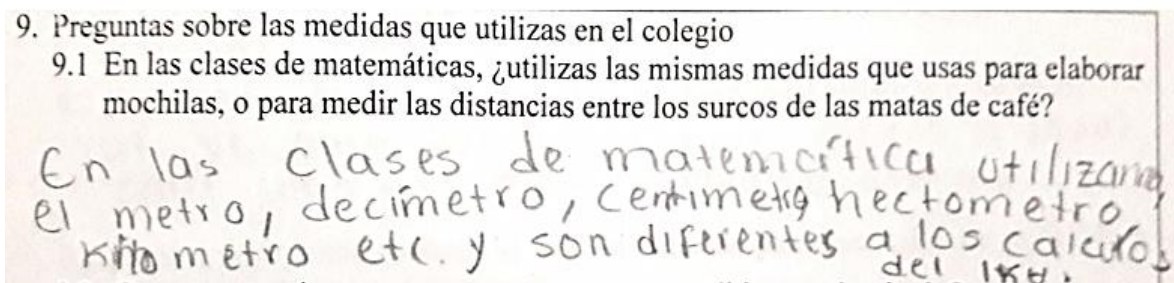 9. Preguntas sobre las medidas que utilizas en el colegio
9.1 En las clases de matemáticas, ¿utilizas las mismas medidas que usas para elaborar
mochilas, o para medir las distancias entre los surcos de las matas de café?
En las clases de matemática utilizamo
el metro, decímetro, centimetro hectometro
Kilometro etc. y son diferentes a los calculos
del